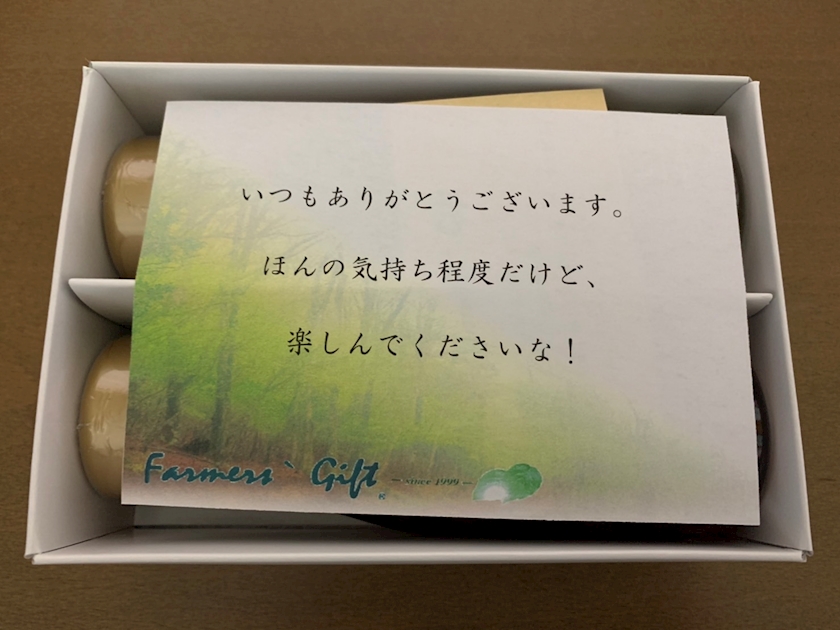 いつもありがとうございます。
ほんの気持ち程度だけど、
楽しんでくださいな！
Farmers` Gift
— since 1999 —